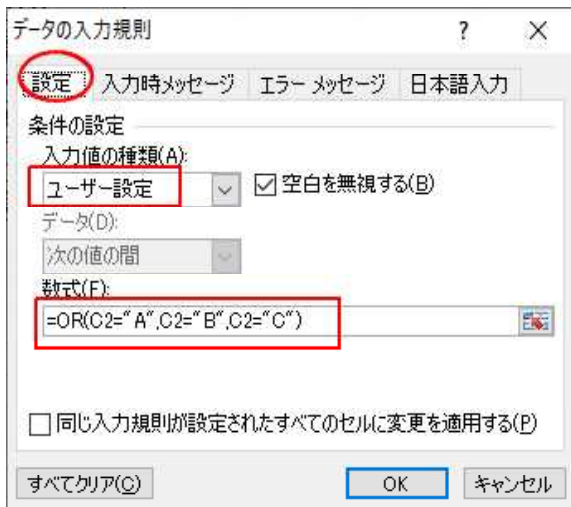 データの入力規則 ? ×
設定 入力時メッセージ エラー メッセージ 日本語入力
条件の設定
入力値の種類(A):
ユーザー設定 空白を無視する(B)
データ(D):
次の値の間
数式(F):
=OR(C2="A",C2="B",C2="C")
同じ入力規則が設定されたすべてのセルに変更を適用する(P)
すべてクリア(C) OK キャンセル